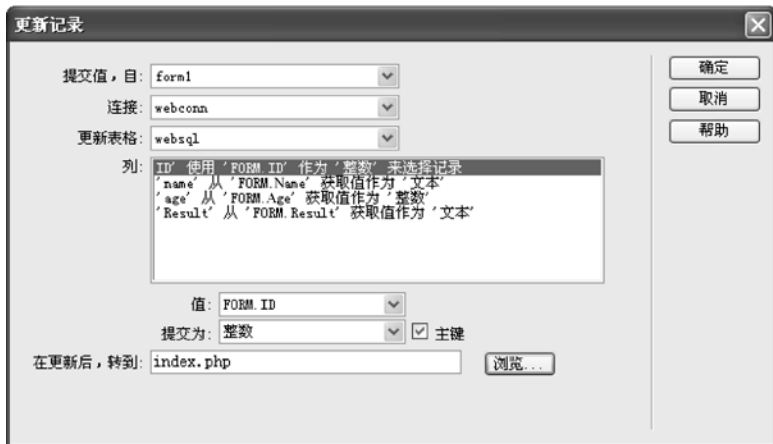 更新记录
提交值，自: form1
确定
连接: webconn
取消
更新表格: websql
帮助
列: ID' 使用 'FORM.ID' 作为 '整数' 来选择记录
'name' 从 'FORM.Name' 获取值作为 '文本'
'age' 从 'FORM.Age' 获取值作为 '整数'
'Result' 从 'FORM.Result' 获取值作为 '文本'
值: FORM.ID
提交为: 整数 主键
在更新后，转到: index.php 浏览...